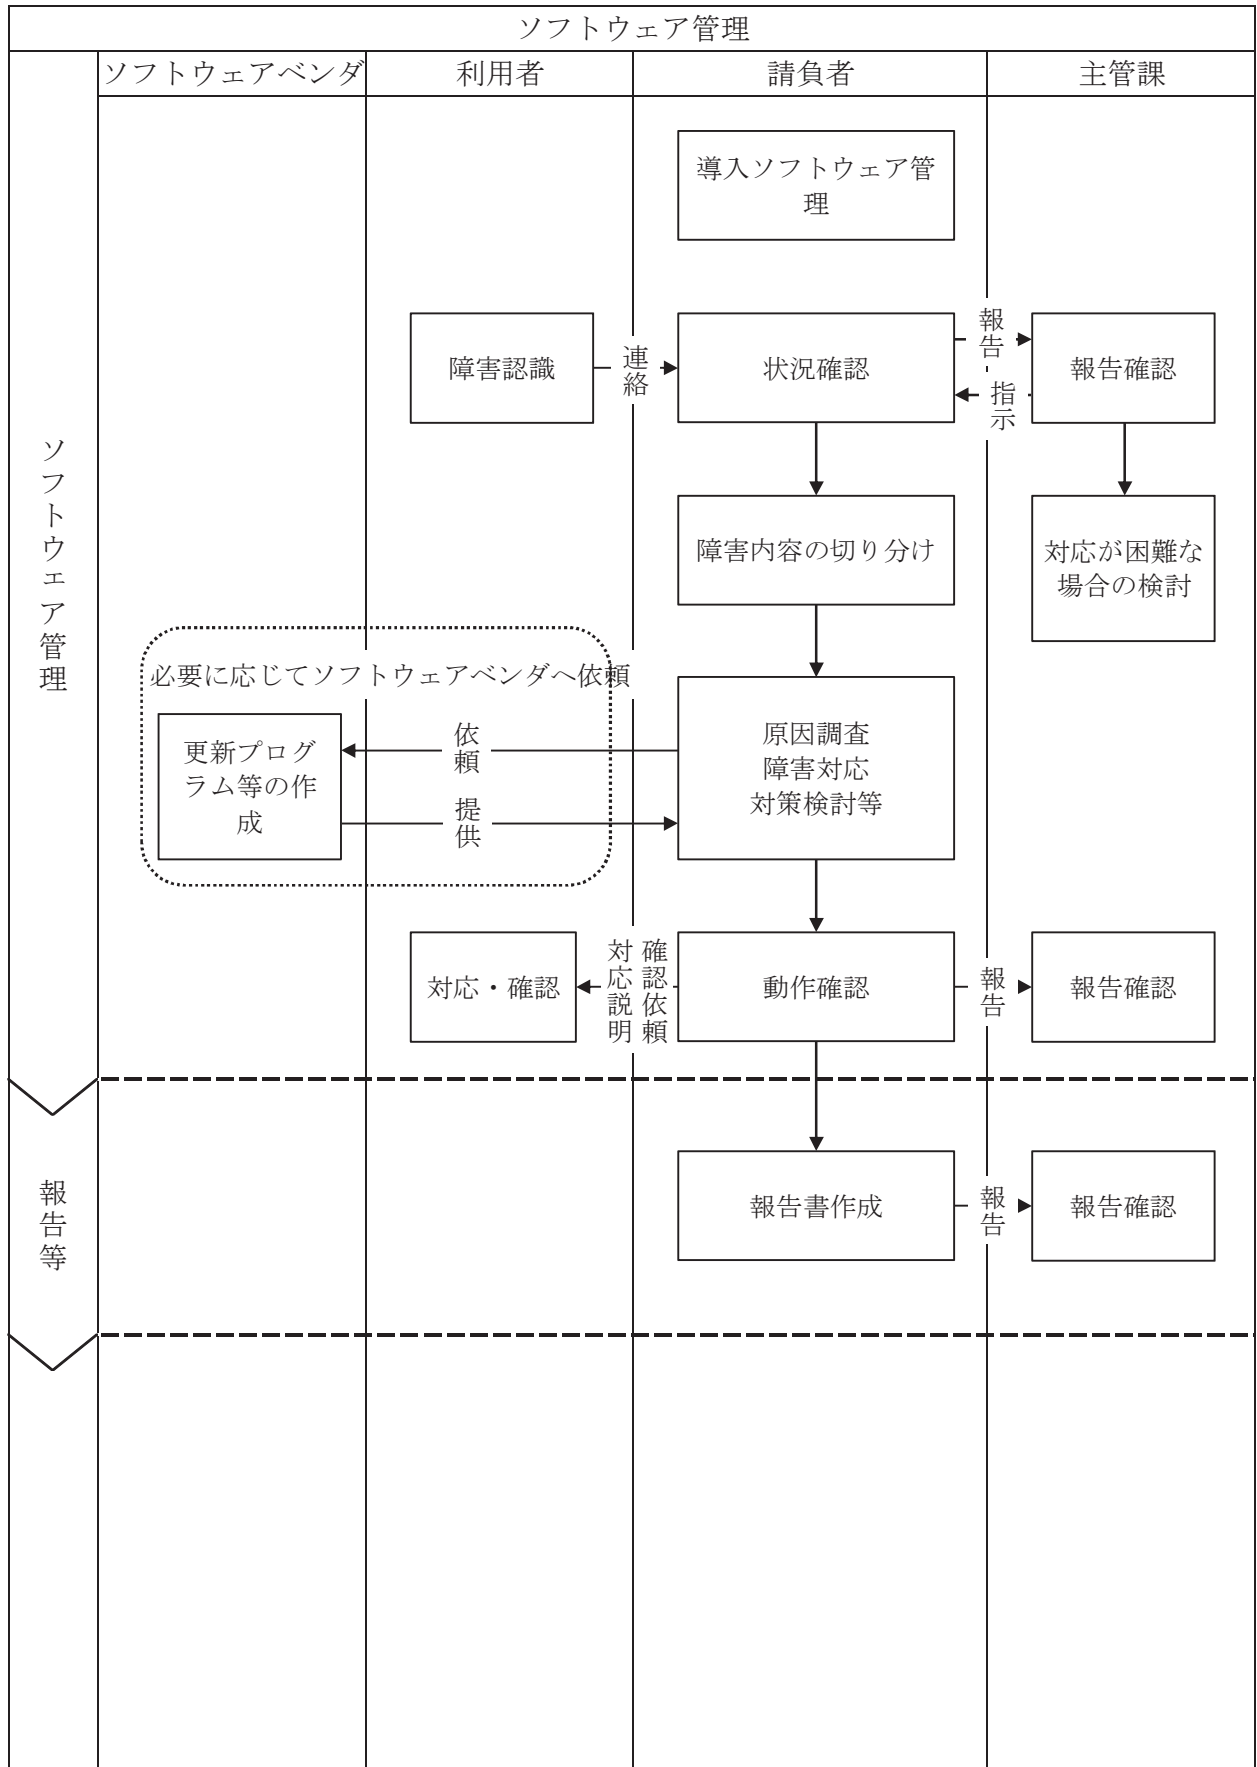 ソフトウェア管理
ソフトウェアベンダ
利用者
請負者
主管課
ソフトウェア管理
導入ソフトウェア管
理
障害認識
連絡
状況確認
報告
指示
報告確認
障害内容の切り分け
対応が困難な
場合の検討
必要に応じてソフトウェアベンダへ依頼
更新プログ
ラム等の作
成
依頼
提供
原因調査
障害対応
対策検討等
対応・確認
確認依頼
対応説明
動作確認
報告
報告確認
報告等
報告書作成
報告
報告確認